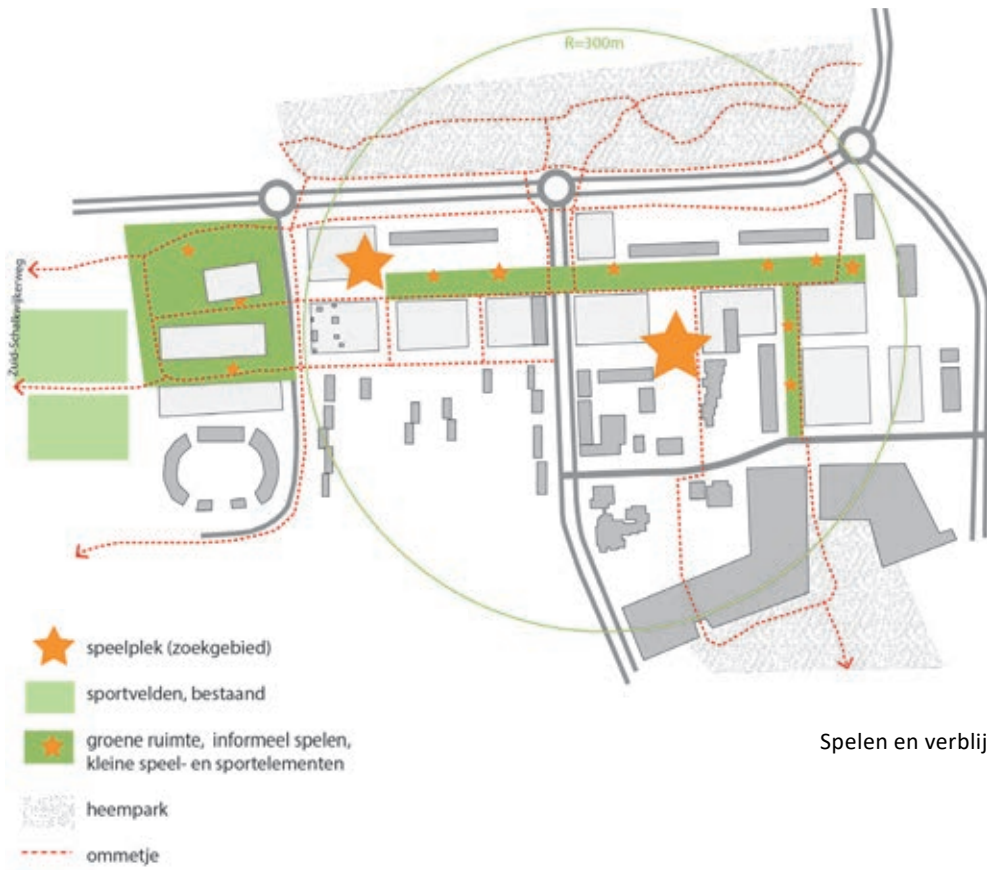 R=300m
Zuid-Schalkwijkerweg
speelplek (zoekgebied)
sportvelden, bestaand
groene ruimte, informeel spelen,
kleine speel- en sportelementen
Spelen en verblij
heempark
ommetje